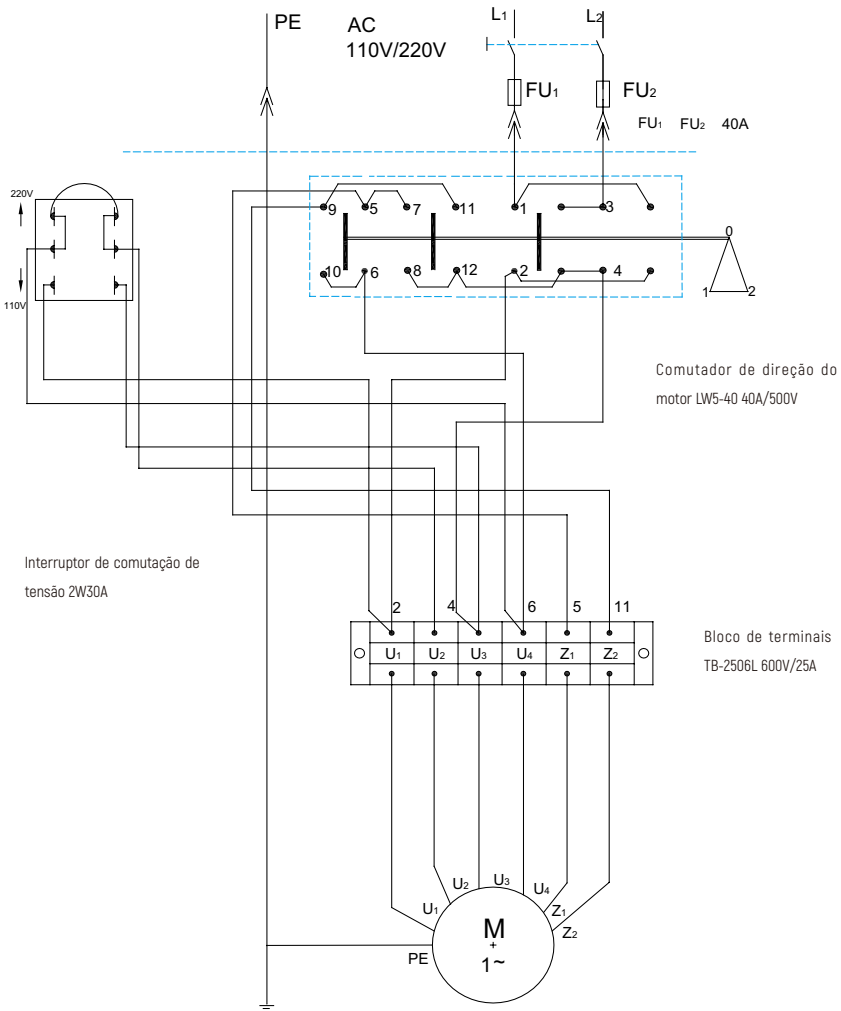 PE
AC
110V/220V
L1
L2
FU1
FU2
FU1 FU2 40A
220V
110V
9 5 7 11 1 3
10 6 8 12 2 4
0
1 2
Comutador de direção do
motor LW5-40 40A/500V
Interruptor de comutação de
tensão 2W30A
2 4 6 5 11
U1 U2 U3 U4 Z1 Z2
Bloco de terminais
TB-2506L 600V/25A
U1
U2
U3
U4
Z1
Z2
PE
M
+
1~